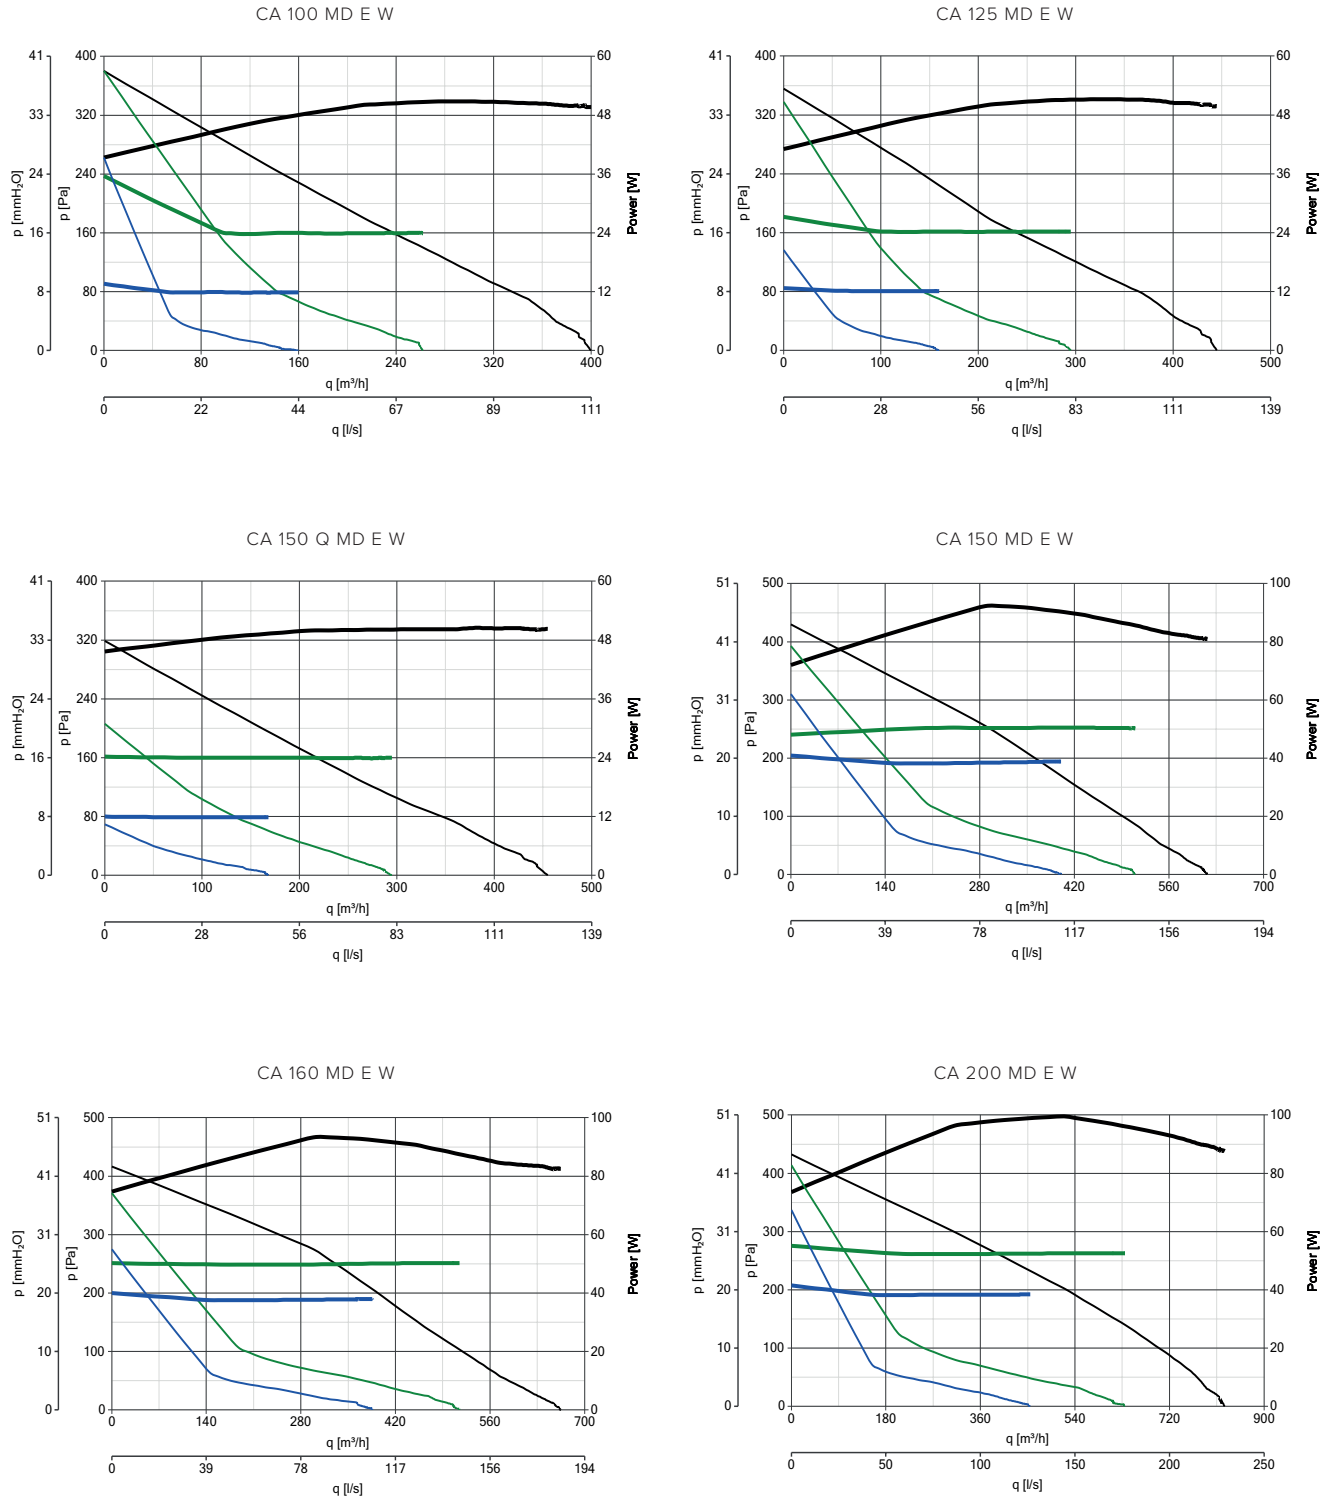 CA 100 MD E W
CA 125 MD E W
41 400 60
33 320 48
24 240 36
16 160 24
8 80 12
0 0 0
p [mmH₂O]
p [Pa]
Power [W]
0 80 160 240 320 400
q [m³/h]
0 22 44 67 89 111
q [l/s]
41 400 60
33 320 48
24 240 36
16 160 24
8 80 12
0 0 0
p [mmH₂O]
p [Pa]
Power [W]
0 100 200 300 400 500
q [m³/h]
0 28 56 83 111 139
q [l/s]
CA 150 Q MD E W
CA 150 MD E W
41 400 60
33 320 48
24 240 36
16 160 24
8 80 12
0 0 0
p [mmH₂O]
p [Pa]
Power [W]
0 100 200 300 400 500
q [m³/h]
0 28 56 83 111 139
q [l/s]
51 500 100
41 400 80
31 300 60
20 200 40
10 100 20
0 0 0
p [mmH₂O]
p [Pa]
Power [W]
0 140 280 420 560 700
q [m³/h]
0 39 78 117 156 194
q [l/s]
CA 160 MD E W
CA 200 MD E W
51 500 100
41 400 80
31 300 60
20 200 40
10 100 20
0 0 0
p [mmH₂O]
p [Pa]
Power [W]
0 140 280 420 560 700
q [m³/h]
0 39 78 117 156 194
q [l/s]
51 500 100
41 400 80
31 300 60
20 200 40
10 100 20
0 0 0
p [mmH₂O]
p [Pa]
Power [W]
0 180 360 540 720 900
q [m³/h]
0 50 100 150 200 250
q [l/s]